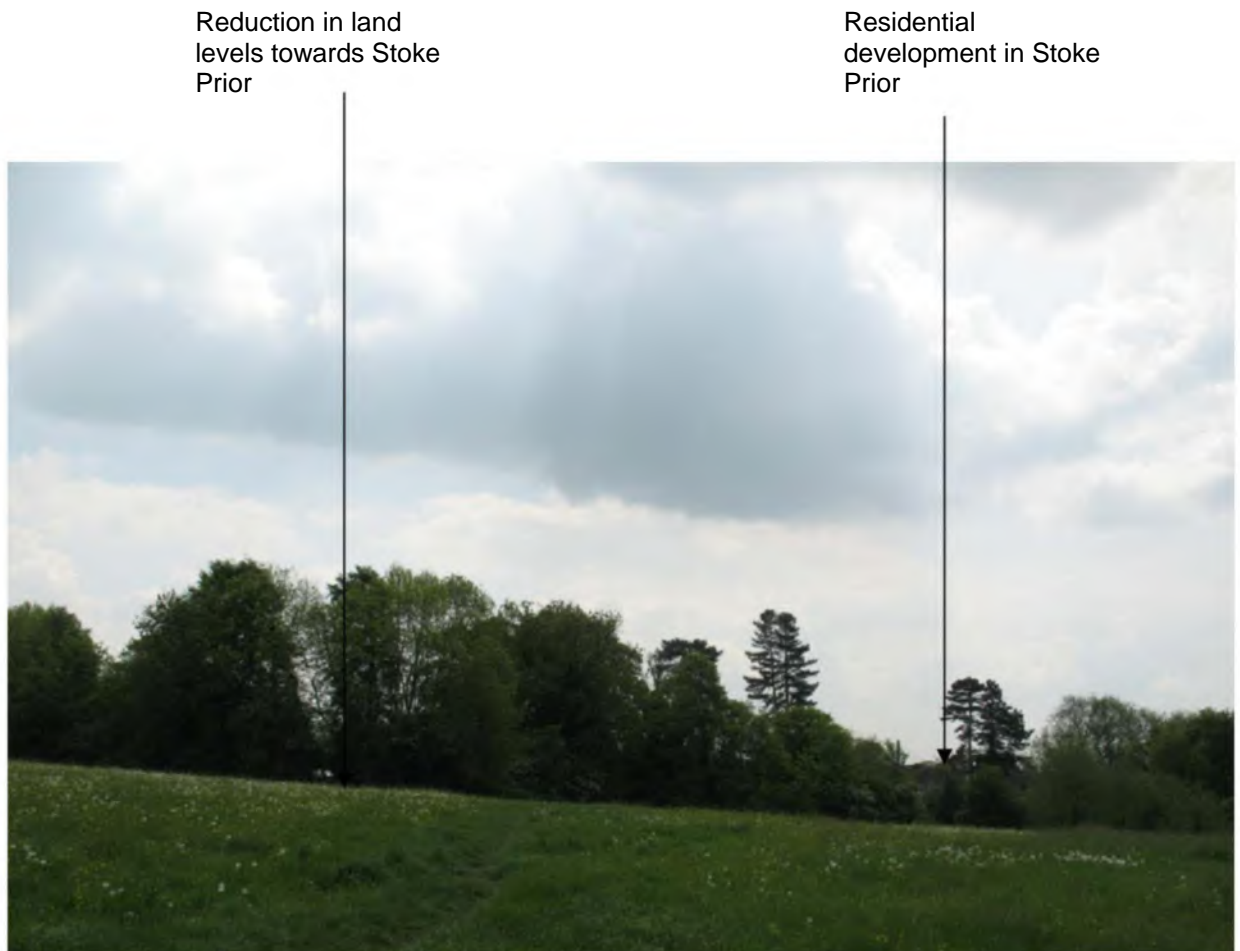 Reduction in land
levels towards Stoke
Prior
Residential
development in Stoke
Prior